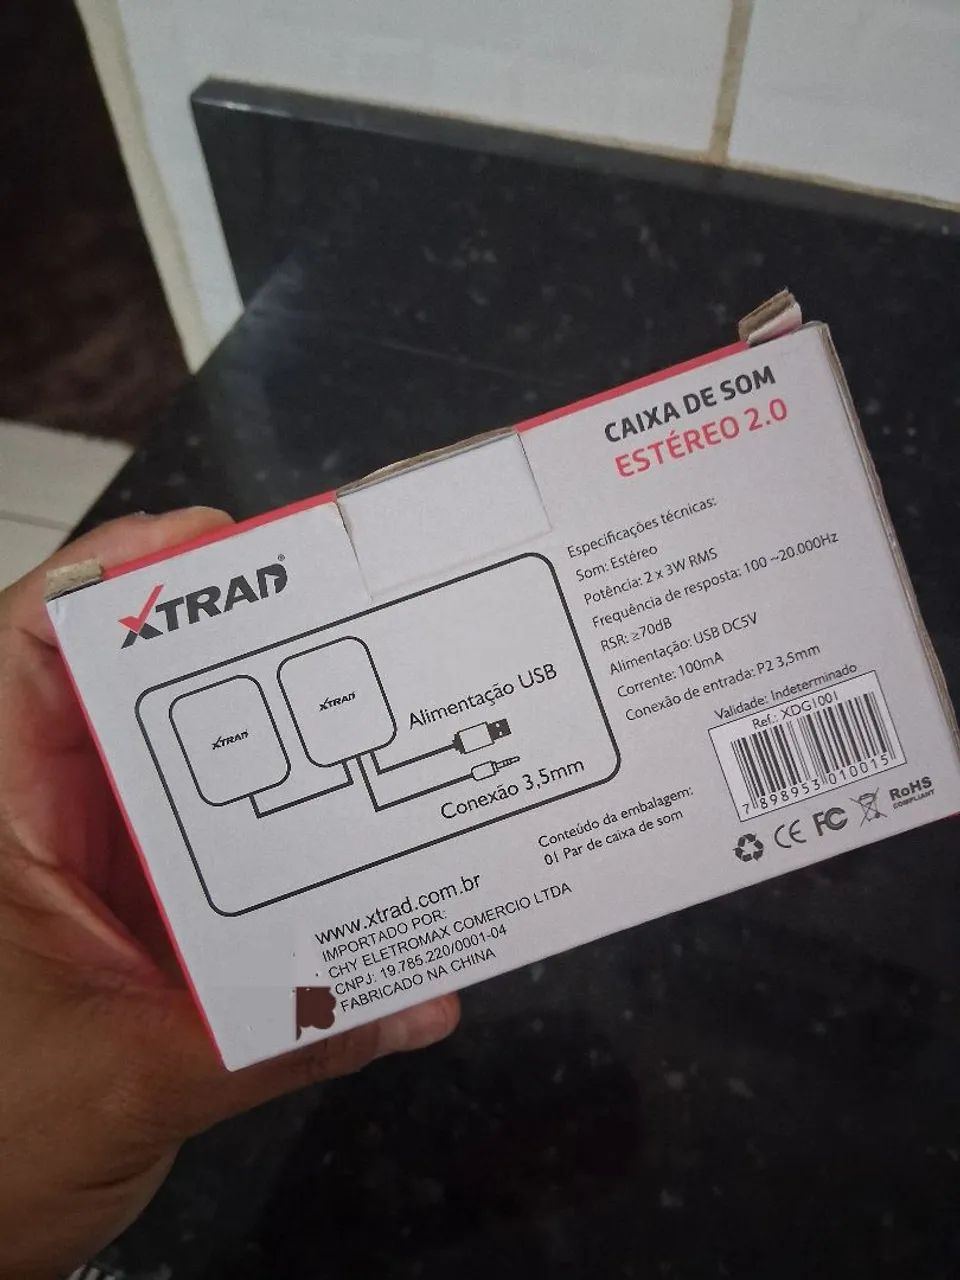 XTRAD®
CAIXA DE SOM
ESTÉREO 2.0
Especificações técnicas:
Som: Estéreo
Potência: 2 x 3W RMS
Frequência de resposta: 100 ~20.000Hz
RSR: ≥70dB
Alimentação: USB DC5V
Corrente: 100mA
Conexão de entrada: P2 3,5mm
Validade: Indeterminado
Ref.: XDG1001
7 898953 010015
XTRAD
XTRAD
Alimentação USB
Conexão 3,5mm
Conteúdo da embalagem:
01 Par de caixa de som
CE FC RoHS
COMPLIANT
www.xtrad.com.br
IMPORTADO POR:
CHY ELETROMAX COMERCIO LTDA
CNPJ: 19.785.220/0001-04
FABRICADO NA CHINA